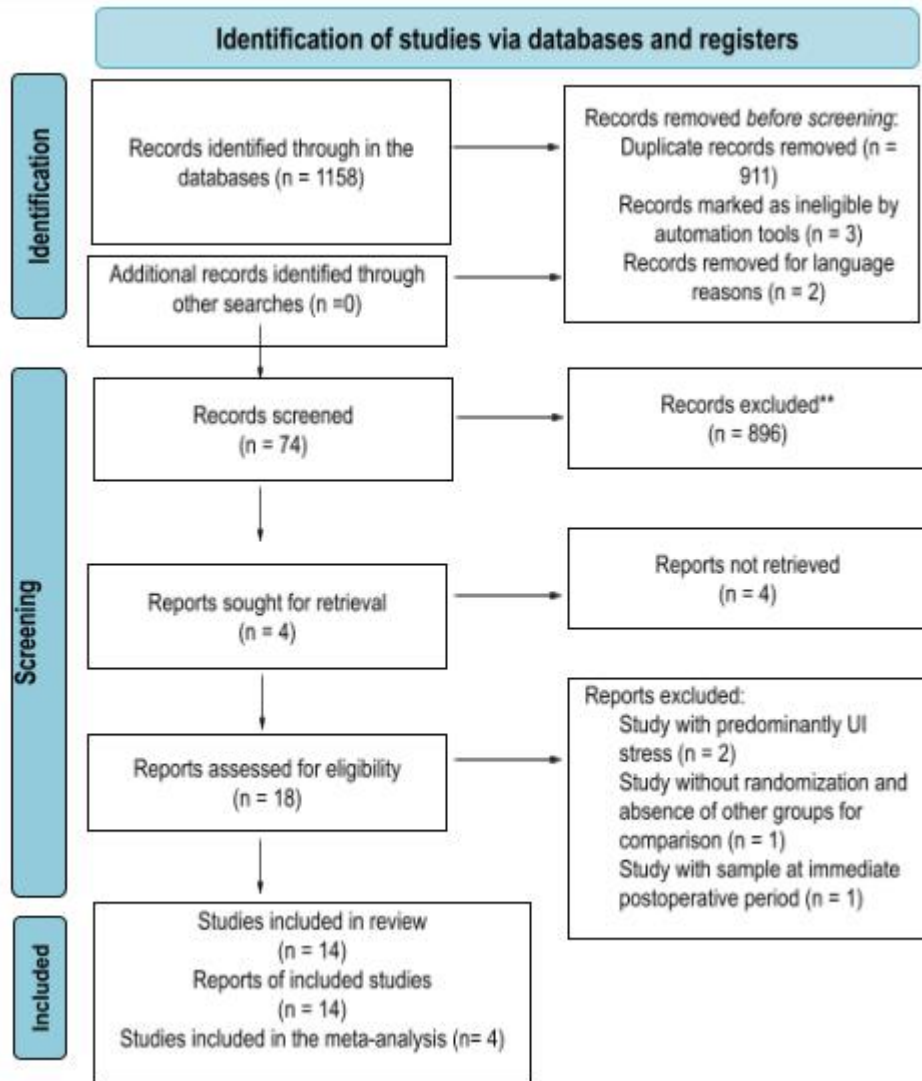 Identification of studies via databases and registers
Identification
Records identified through in the
databases (n = 1158)
Records removed before screening:
Duplicate records removed (n =
911)
Records marked as ineligible by
automation tools (n = 3)
Records removed for language
reasons (n = 2)
Additional records identified through
other searches (n =0)
Screening
Records screened
(n = 74)
Records excluded**
(n = 896)
Reports sought for retrieval
(n = 4)
Reports not retrieved
(n = 4)
Reports assessed for eligibility
(n = 18)
Reports excluded:
Study with predominantly UI
stress (n = 2)
Study without randomization and
absence of other groups for
comparison (n = 1)
Study with sample at immediate
postoperative period (n = 1)
Included
Studies included in review
(n = 14)
Reports of included studies
(n = 14)
Studies included in the meta-analysis (n= 4)